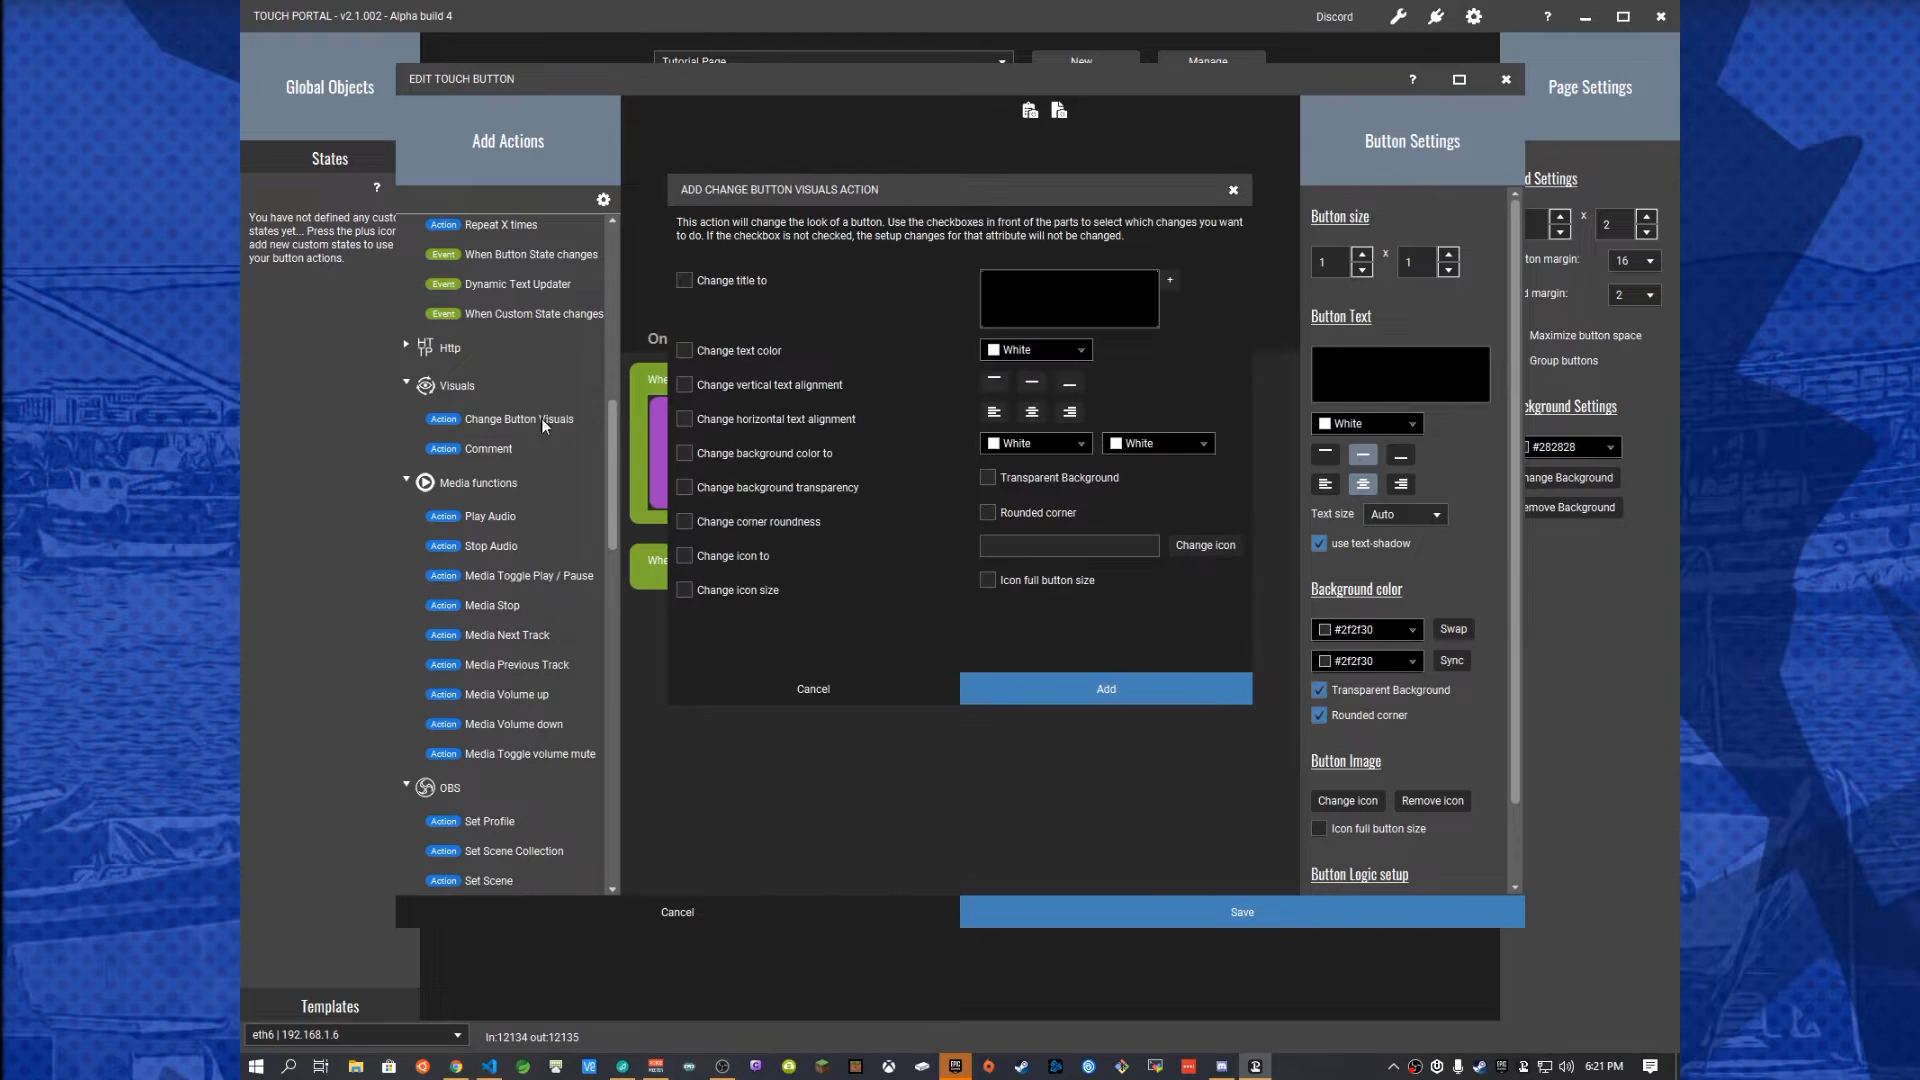 TOUCH PORTAL - v2.1.002 - Alpha build 4
Discord
?
Global Objects
Tutorial Page
New
Manage
Page Settings
EDIT TOUCH BUTTON
?
States
?
You have not defined any custo
states yet... Press the plus icon
add new custom states to use
your button actions.
Add Actions
Action Repeat X times
Event When Button State changes
Event Dynamic Text Updater
Event When Custom State changes
HTTP Http
Visuals
Action Change Button Visuals
Action Comment
Media functions
Action Play Audio
Action Stop Audio
Action Media Toggle Play / Pause
Action Media Stop
Action Media Next Track
Action Media Previous Track
Action Media Volume up
Action Media Volume down
Action Media Toggle volume mute
OBS
Action Set Profile
Action Set Scene Collection
Action Set Scene
On
Whe
Whe
ADD CHANGE BUTTON VISUALS ACTION
This action will change the look of a button. Use the checkboxes in front of the parts to select which changes you want
to do. If the checkbox is not checked, the setup changes for that attribute will not be changed.
Change title to
+
Change text color
White
Change vertical text alignment
Change horizontal text alignment
Change background color to
White
White
Change background transparency
Transparent Background
Change corner roundness
Rounded corner
Change icon to
Change icon
Change icon size
Icon full button size
Cancel
Add
Button Settings
Button size
1 x 1
Button Text
White
Text size Auto
use text-shadow
Background color
#2f2f30 Swap
#2f2f30 Sync
Transparent Background
Rounded corner
Button Image
Change icon Remove icon
Icon full button size
Button Logic setup
Cancel
Save
d Settings
x 2
ton margin: 16
d margin: 2
Maximize button space
Group buttons
ckground Settings
#282828
hange Background
emove Background
Templates
eth6 | 192.168.1.6
In:12134 out:12135
6:21 PM